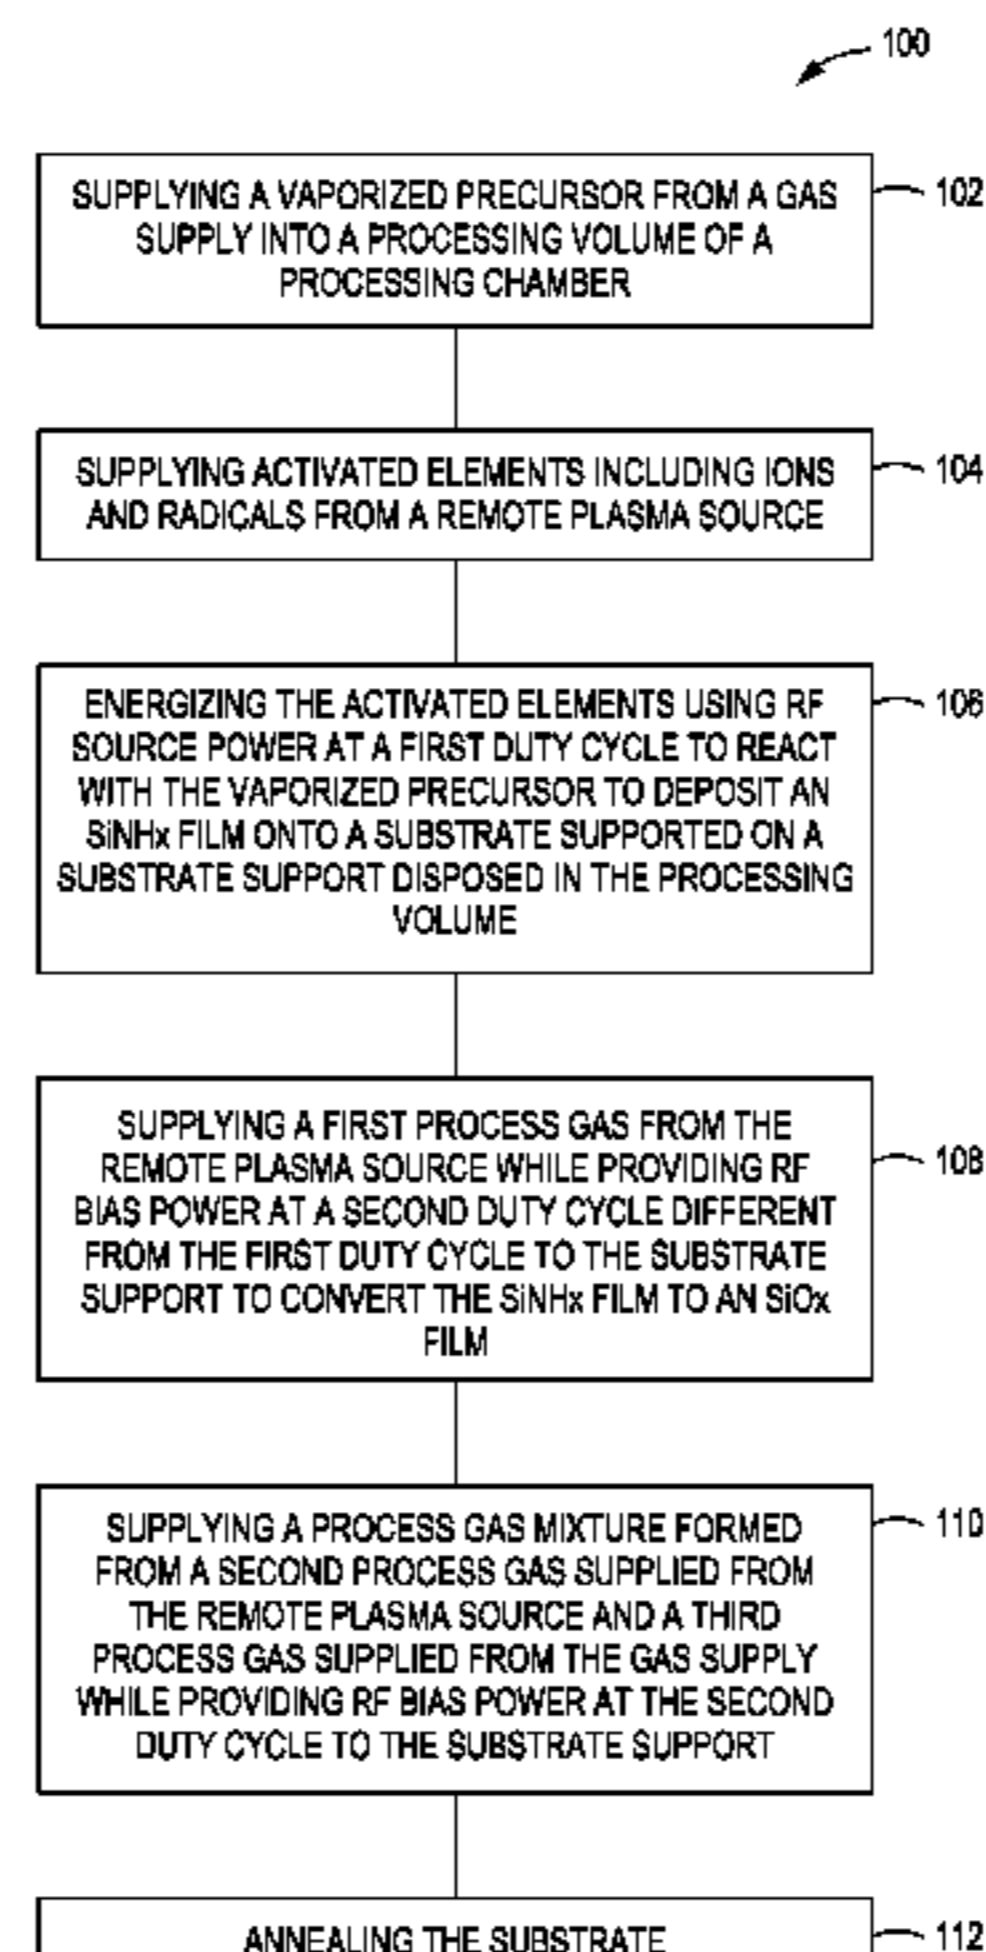 100
SUPPLYING A VAPORIZED PRECURSOR FROM A GAS
SUPPLY INTO A PROCESSING VOLUME OF A
PROCESSING CHAMBER
102
SUPPLYING ACTIVATED ELEMENTS INCLUDING IONS
AND RADICALS FROM A REMOTE PLASMA SOURCE
104
ENERGIZING THE ACTIVATED ELEMENTS USING RF
SOURCE POWER AT A FIRST DUTY CYCLE TO REACT
WITH THE VAPORIZED PRECURSOR TO DEPOSIT AN
SiNHx FILM ONTO A SUBSTRATE SUPPORTED ON A
SUBSTRATE SUPPORT DISPOSED IN THE PROCESSING
VOLUME
106
SUPPLYING A FIRST PROCESS GAS FROM THE
REMOTE PLASMA SOURCE WHILE PROVIDING RF
BIAS POWER AT A SECOND DUTY CYCLE DIFFERENT
FROM THE FIRST DUTY CYCLE TO THE SUBSTRATE
SUPPORT TO CONVERT THE SiNHx FILM TO AN SiOx
FILM
108
SUPPLYING A PROCESS GAS MIXTURE FORMED
FROM A SECOND PROCESS GAS SUPPLIED FROM
THE REMOTE PLASMA SOURCE AND A THIRD
PROCESS GAS SUPPLIED FROM THE GAS SUPPLY
WHILE PROVIDING RF BIAS POWER AT THE SECOND
DUTY CYCLE TO THE SUBSTRATE SUPPORT
110
ANNEALING THE SUBSTRATE
112